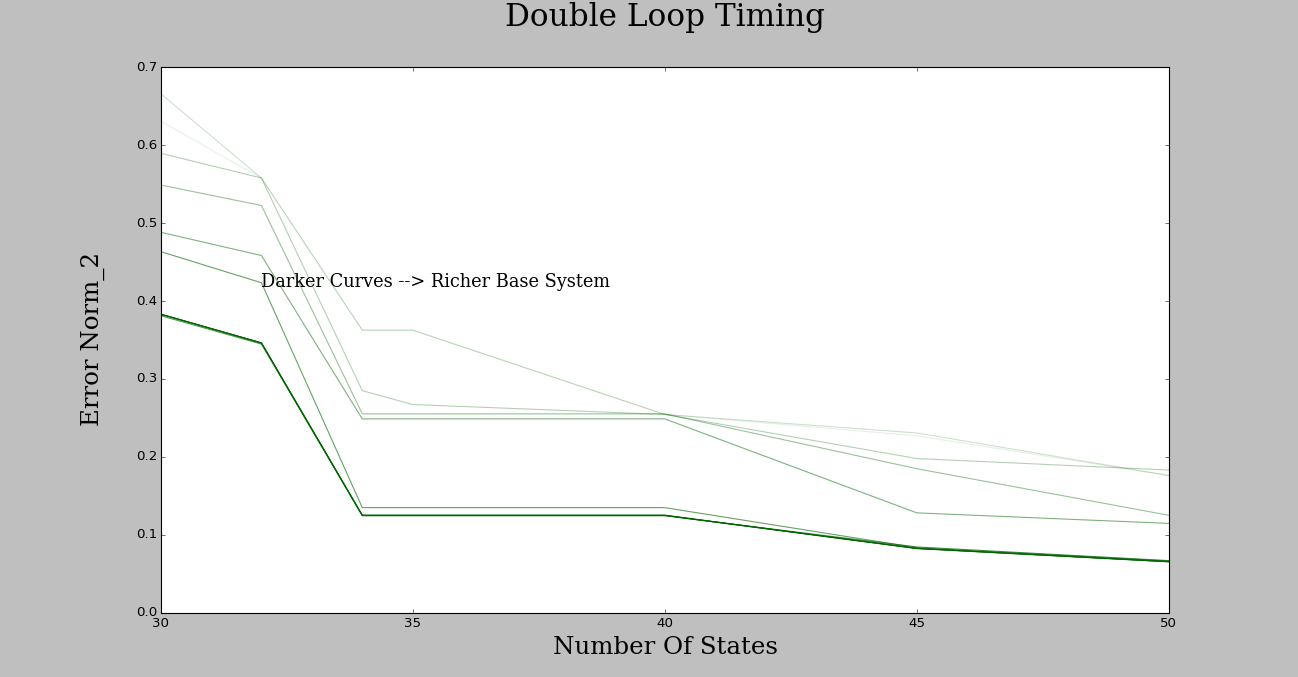 Double Loop Timing
0.7
0.6
0.5
0.4
0.3
0.2
0.1
0.0
Error Norm_2
Darker Curves --> Richer Base System
30 35 40 45 50
Number Of States